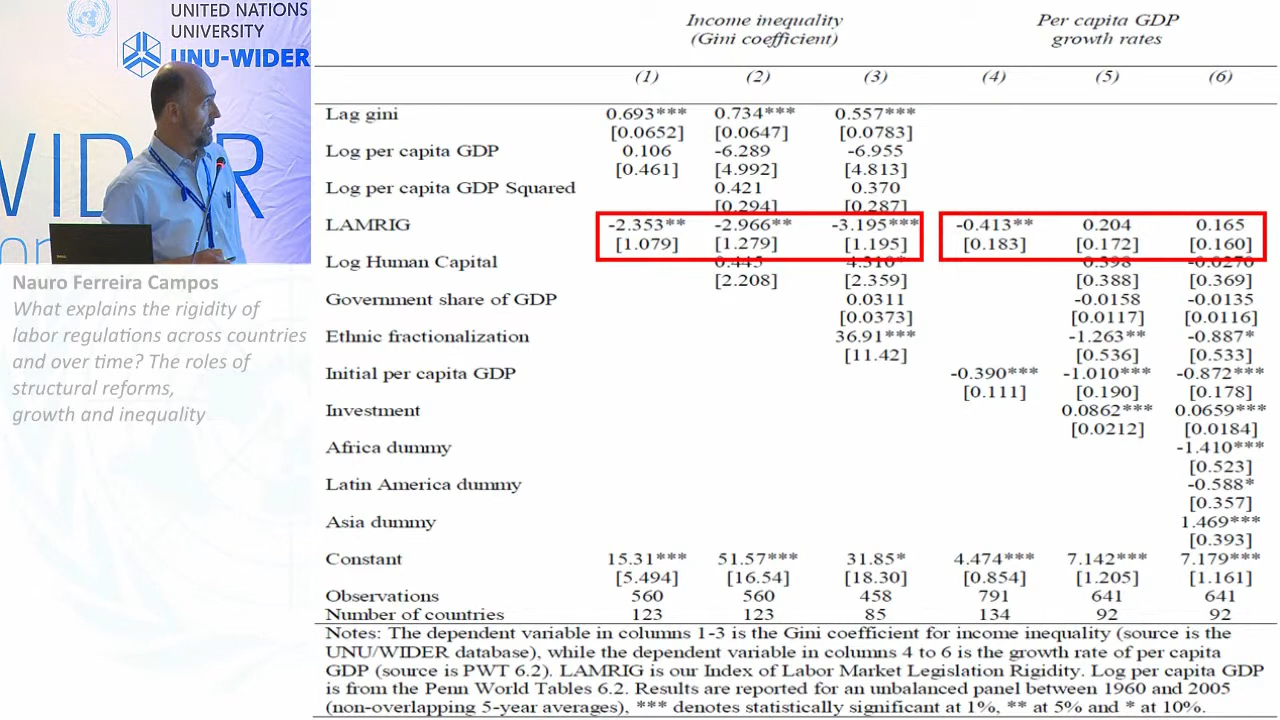 UNITED NATIONS
UNIVERSITY
UNU-WIDER
WIDER
Nauro Ferreira Campos
What explains the rigidity of
labor regulations across countries
and over time? The roles of
structural reforms,
growth and inequality
Income inequality Per capita GDP
(Gini coefficient) growth rates
(1) (2) (3) (4) (5) (6)
Lag gini 0.693*** 0.734*** 0.557***
[0.0652] [0.0647] [0.0783]
Log per capita GDP 0.106 -6.289 -6.955
[0.461] [4.992] [4.813]
Log per capita GDP Squared 0.421 0.370
[0.294] [0.287]
LAMRIG -2.353** -2.966** -3.195*** -0.413** 0.204 0.165
[1.079] [1.279] [1.195] [0.183] [0.172] [0.160]
Log Human Capital 0.445 4.310* 0.398 -0.0270
[2.208] [2.359] [0.388] [0.369]
Government share of GDP 0.0311 -0.0158 -0.0135
[0.0373] [0.0117] [0.0116]
Ethnic fractionalization 36.91*** -1.263** -0.887*
[11.42] [0.536] [0.533]
Initial per capita GDP -0.390*** -1.010*** -0.872***
[0.111] [0.190] [0.178]
Investment 0.0862*** 0.0659***
[0.0212] [0.0184]
Africa dummy -1.410***
[0.523]
Latin America dummy -0.588*
[0.357]
Asia dummy 1.469***
[0.393]
Constant 15.31*** 51.57*** 31.85* 4.474*** 7.142*** 7.179***
[5.494] [16.54] [18.30] [0.854] [1.205] [1.161]
Observations 560 560 458 791 641 641
Number of countries 123 123 85 134 92 92
Notes: The dependent variable in columns 1-3 is the Gini coefficient for income inequality (source is the
UNU/WIDER database), while the dependent variable in columns 4 to 6 is the growth rate of per capita
GDP (source is PWT 6.2). LAMRIG is our Index of Labor Market Legislation Rigidity. Log per capita GDP
is from the Penn World Tables 6.2. Results are reported for an unbalanced panel between 1960 and 2005
(non-overlapping 5-year averages), *** denotes statistically significant at 1%, ** at 5% and * at 10%.